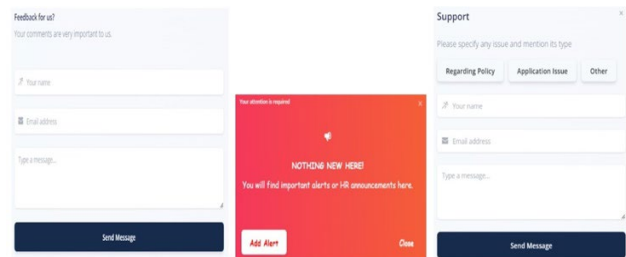 Feedback for us?
Your comments are very important to us.
Your name
Email address
Type a message...
Send Message
Your attention is required
x
NOTHING NEW HERE!
You will find important alerts or HR announcements here.
Add Alert
Close
Support
×
Please specify any issue and mention its type
Regarding Policy
Application Issue
Other
Your name
Email address
Type a message...
Send Message